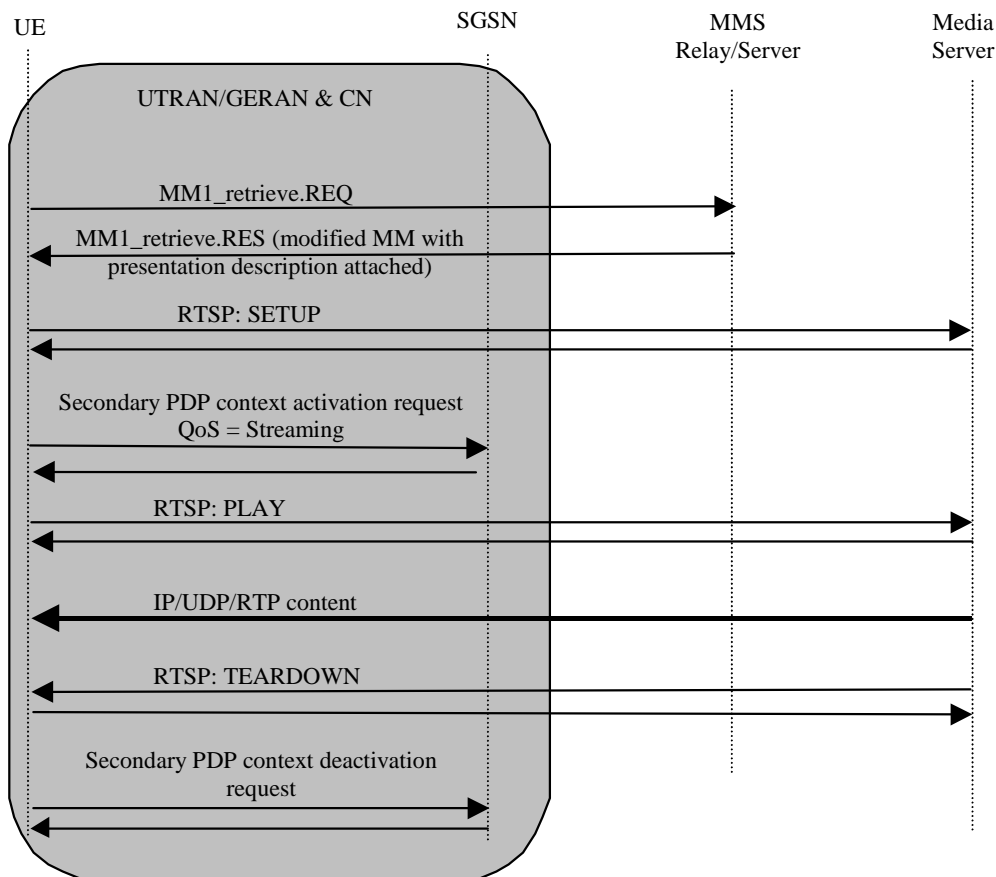 UE
SGSN
MMS
Relay/Server
Media
Server
UTRAN/GERAN & CN
MM1_retrieve.REQ
MM1_retrieve.RES (modified MM with
presentation description attached)
RTSP: SETUP
Secondary PDP context activation request
QoS = Streaming
RTSP: PLAY
IP/UDP/RTP content
RTSP: TEARDOWN
Secondary PDP context deactivation
request